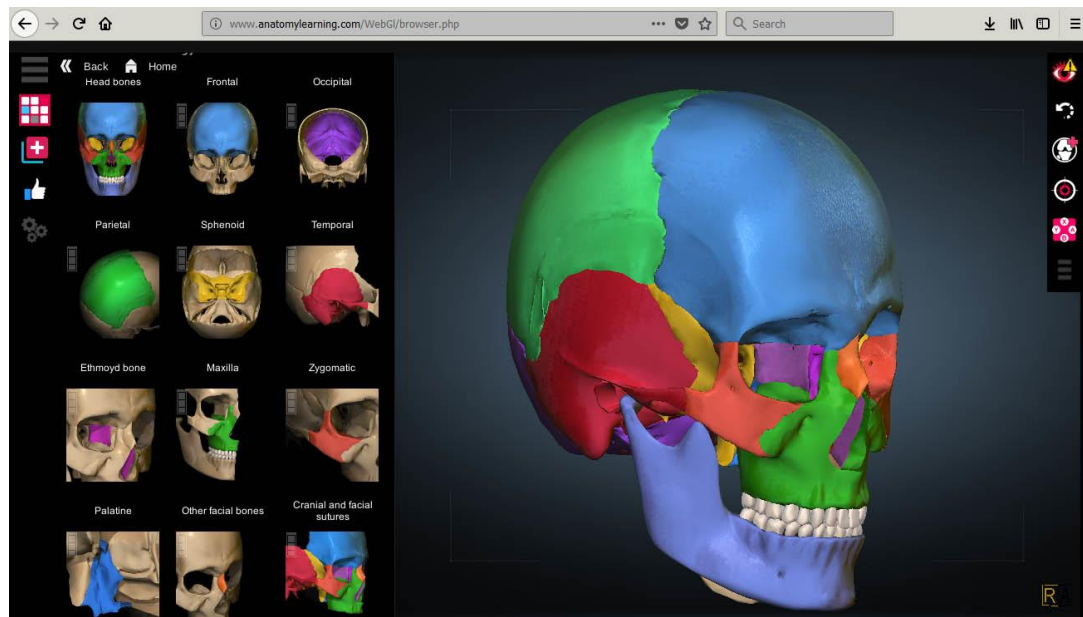 www.anatomylearning.com/WebGl/browser.php
Search
Back Home
Head bones Frontal Occipital
Parietal Sphenoid Temporal
Ethmoyd bone Maxilla Zygomatic
Palatine Other facial bones Cranial and facial
sutures